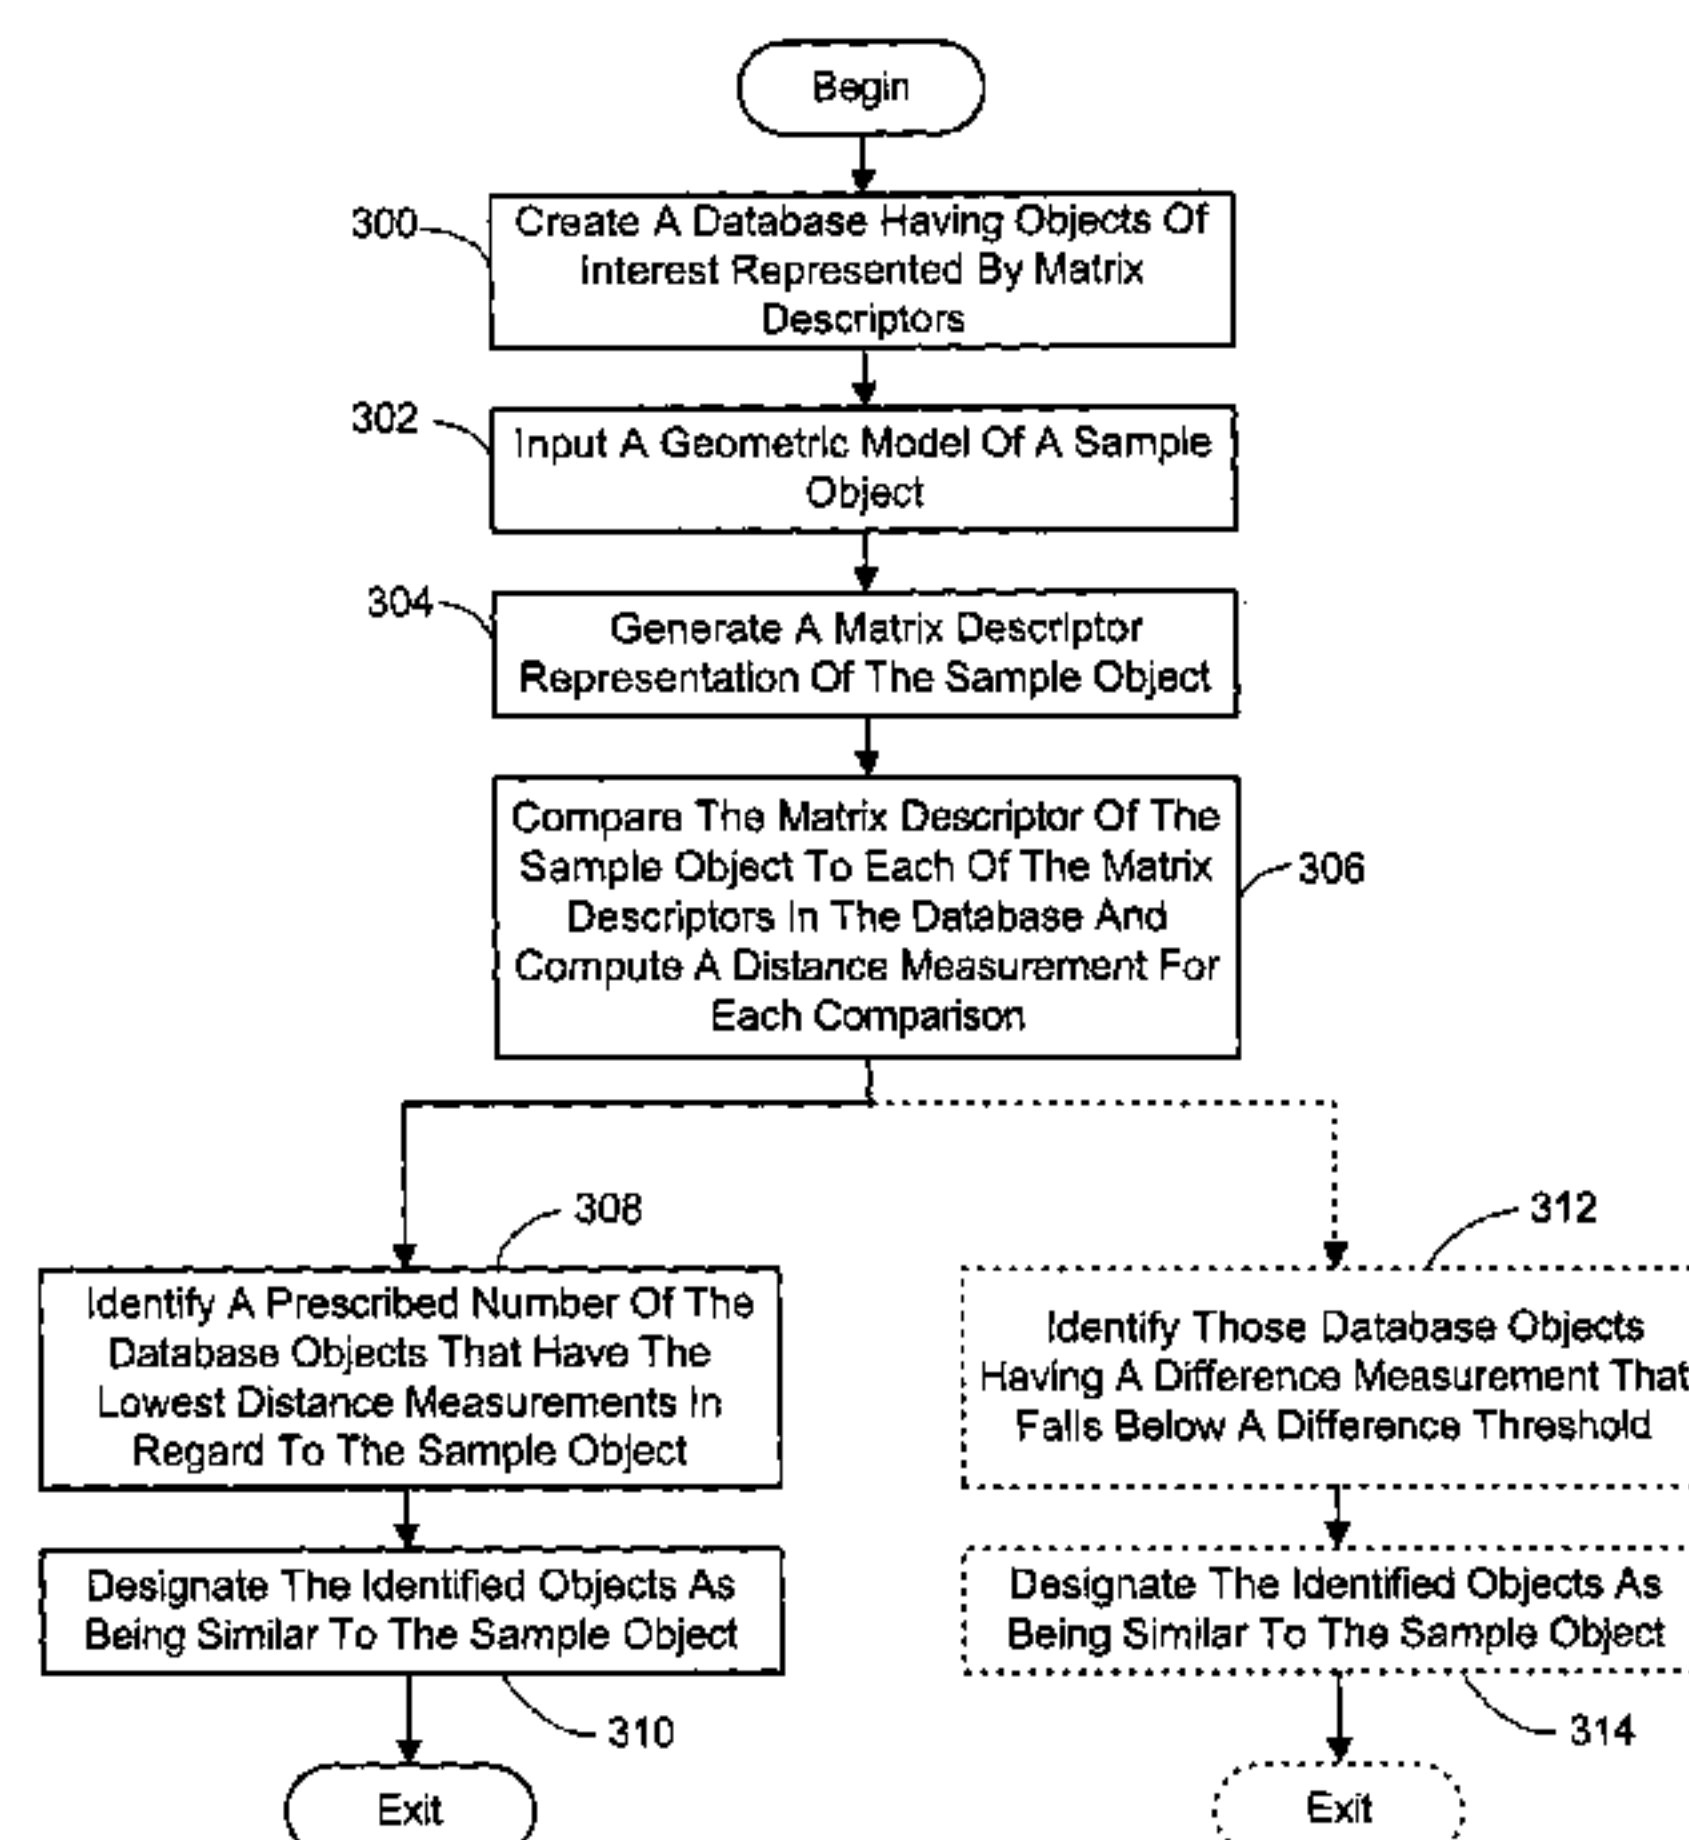 Begin
300
Create A Database Having Objects Of
Interest Represented By Matrix
Descriptors
302
Input A Geometric Model Of A Sample
Object
304
Generate A Matrix Descriptor
Representation Of The Sample Object
Compare The Matrix Descriptor Of The
Sample Object To Each Of The Matrix
Descriptors In The Database And
Compute A Distance Measurement For
Each Comparison
306
308
Identify A Prescribed Number Of The
Database Objects That Have The
Lowest Distance Measurements In
Regard To The Sample Object
Designate The Identified Objects As
Being Similar To The Sample Object
310
Exit
312
Identify Those Database Objects
Having A Difference Measurement That
Falls Below A Difference Threshold
Designate The Identified Objects As
Being Similar To The Sample Object
314
Exit